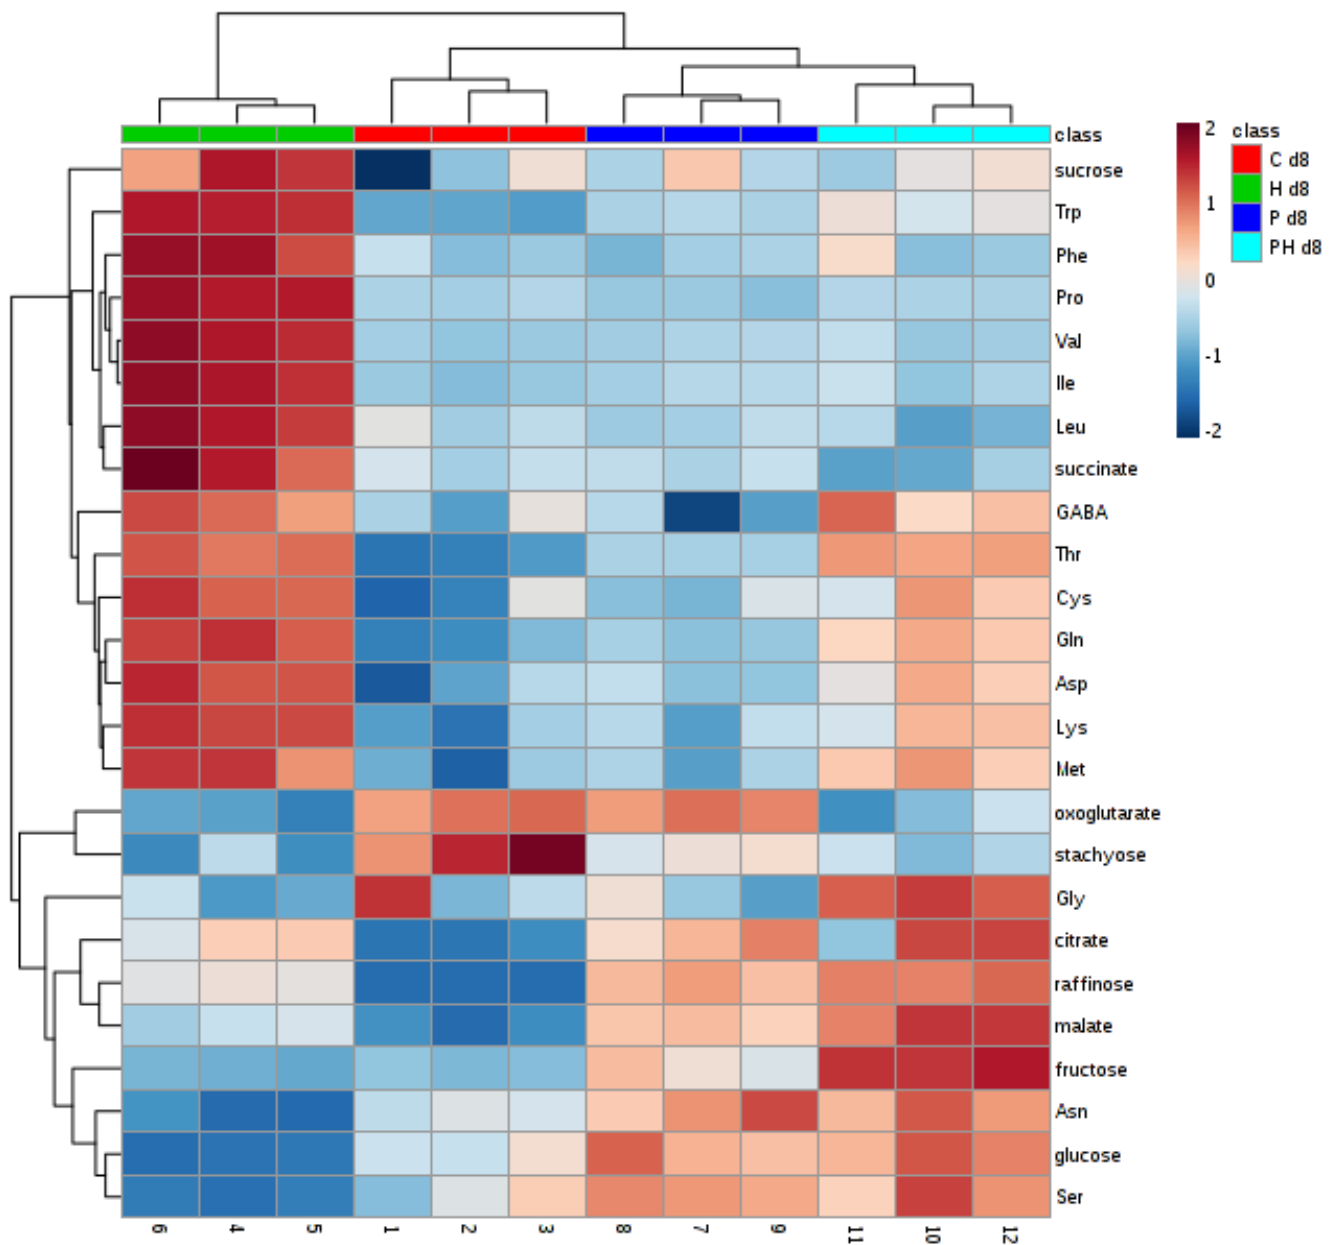 class
sucrose
Trp
Phe
Pro
Val
Ile
Leu
succinate
GABA
Thr
Cys
Gln
Asp
Lys
Met
oxoglutarate
stachyose
Gly
citrate
raffinose
malate
fructose
Asn
glucose
Ser
6 4 5 1 2 3 8 7 9 11 10 12
2
1
0
-1
-2
class
C d8
H d8
P d8
PH d8